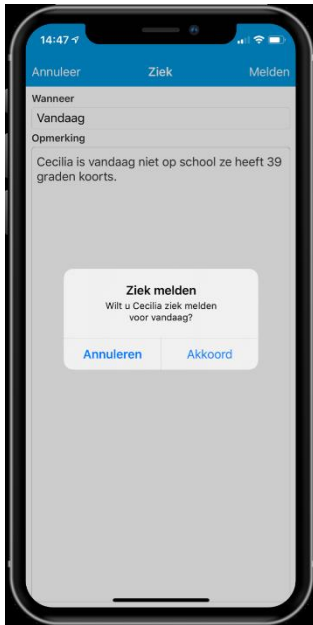 14:47
Annuleer Ziek Melden
Wanneer
Vandaag
Opmerking
Cecilia is vandaag niet op school ze heeft 39
graden koorts.
Ziek melden
Wilt u Cecilia ziek melden
voor vandaag?
Annuleren Akkoord